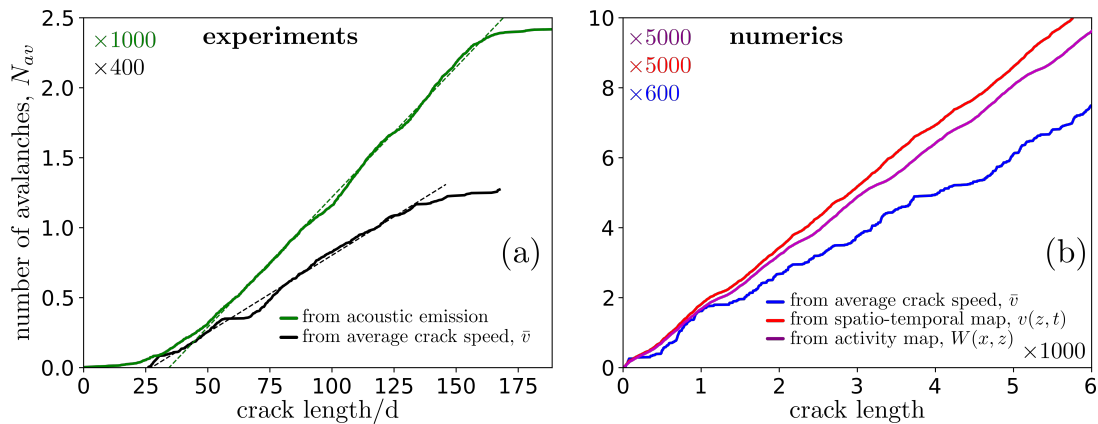 number of avalanches, N_av
2.5
2.0
1.5
1.0
0.5
0.0
×1000
×400
experiments
(a)
from acoustic emission
from average crack speed, v̄
0 25 50 75 100 125 150 175
crack length/d
10
8
6
4
2
0
×5000
×5000
×600
numerics
(b)
from average crack speed, v̄
from spatio-temporal map, v(z, t)
from activity map, W(x, z)
×1000
0 1 2 3 4 5 6
crack length